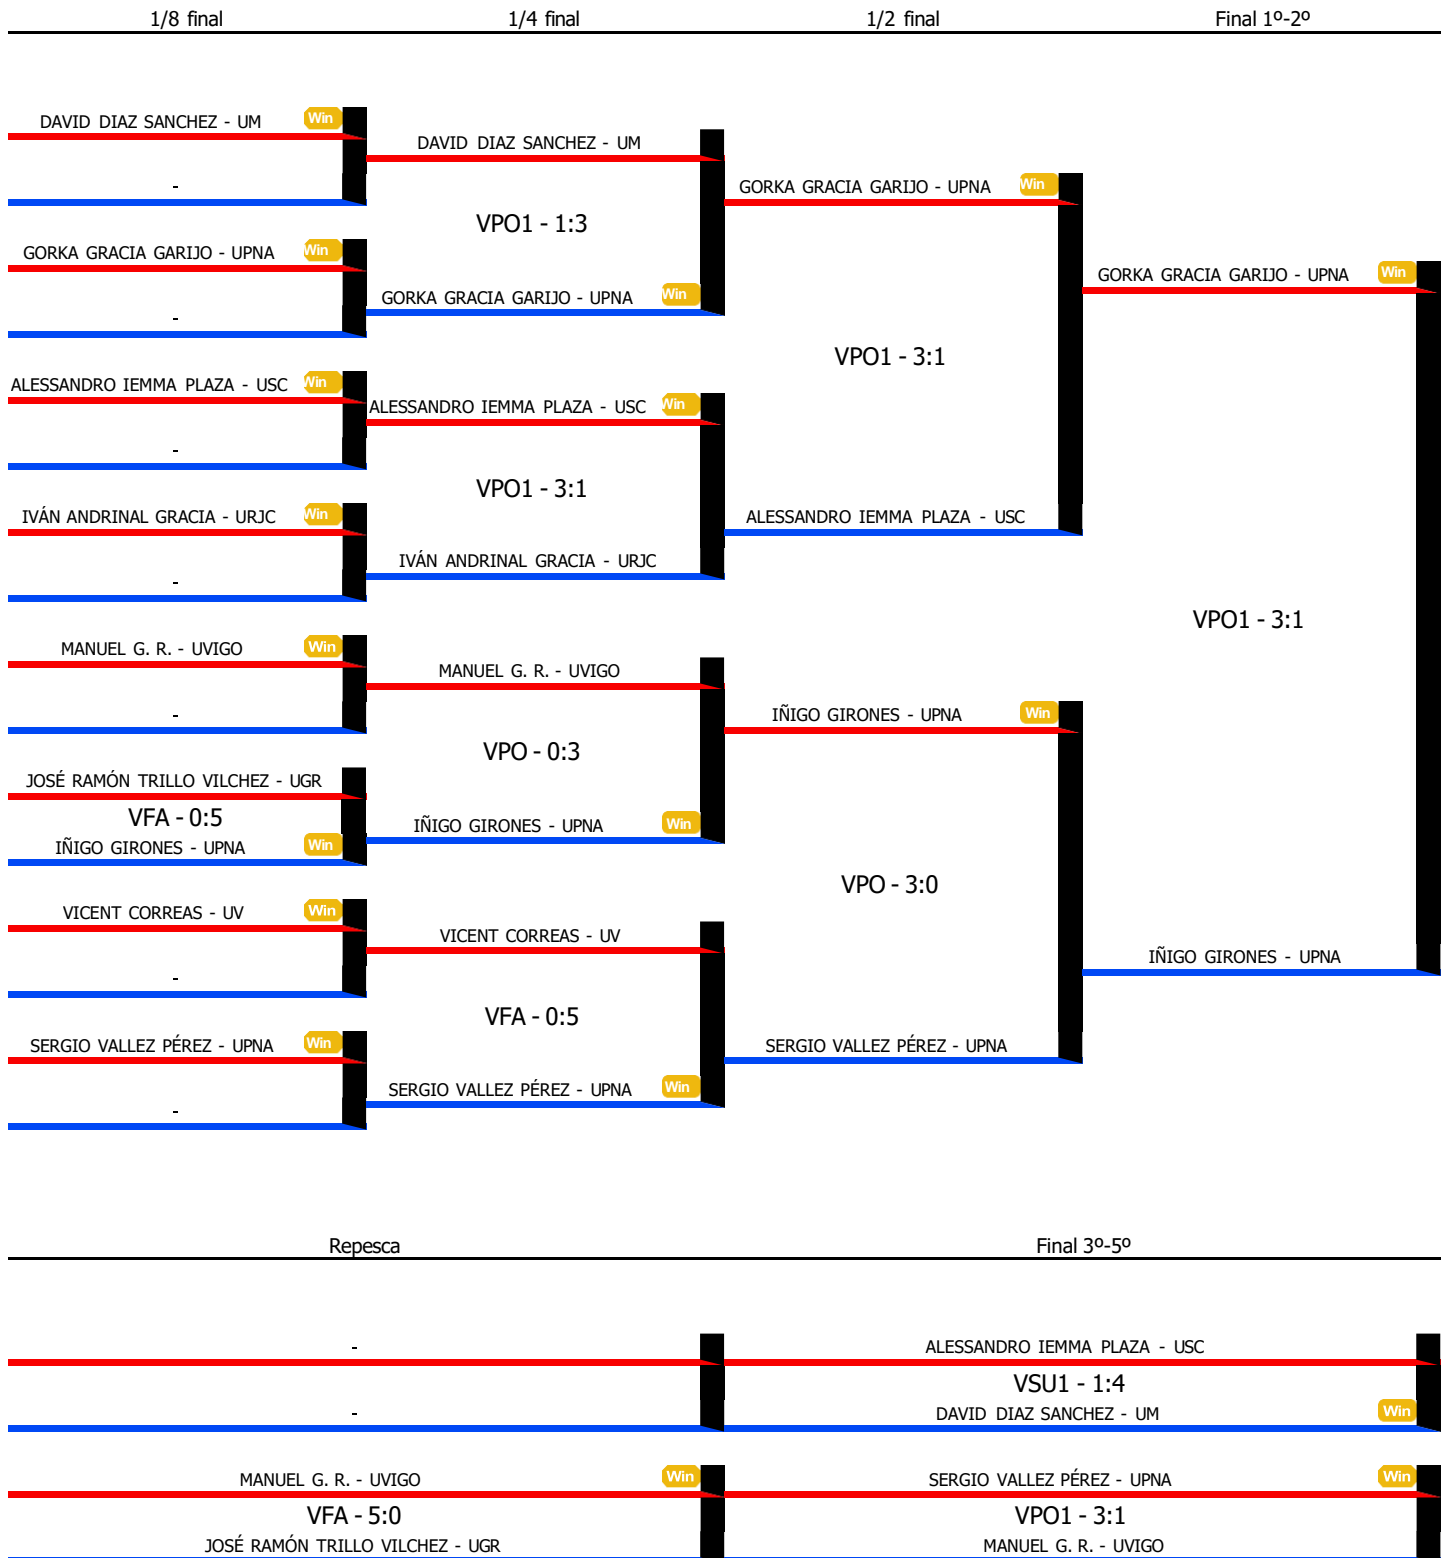 1/8 final
1/4 final
1/2 final
Final 1º-2º
DAVID DIAZ SANCHEZ - UM
Win
-
GORKA GRACIA GARIJO - UPNA
Win
-
ALESSANDRO IEMMA PLAZA - USC
Win
-
IVÁN ANDRINAL GRACIA - URJC
Win
-
MANUEL G. R. - UVIGO
Win
-
JOSÉ RAMÓN TRILLO VILCHEZ - UGR
VFA - 0:5
IÑIGO GIRONES - UPNA
Win
VICENT CORREAS - UV
Win
-
SERGIO VALLEZ PÉREZ - UPNA
Win
-
DAVID DIAZ SANCHEZ - UM
VPO1 - 1:3
GORKA GRACIA GARIJO - UPNA
Win
ALESSANDRO IEMMA PLAZA - USC
Win
VPO1 - 3:1
IVÁN ANDRINAL GRACIA - URJC
MANUEL G. R. - UVIGO
VPO - 0:3
IÑIGO GIRONES - UPNA
Win
VICENT CORREAS - UV
VFA - 0:5
SERGIO VALLEZ PÉREZ - UPNA
Win
GORKA GRACIA GARIJO - UPNA
Win
VPO1 - 3:1
ALESSANDRO IEMMA PLAZA - USC
IÑIGO GIRONES - UPNA
Win
VPO - 3:0
SERGIO VALLEZ PÉREZ - UPNA
GORKA GRACIA GARIJO - UPNA
Win
VPO1 - 3:1
IÑIGO GIRONES - UPNA
Repesca
Final 3º-5º
-
-
MANUEL G. R. - UVIGO
Win
VFA - 5:0
JOSÉ RAMÓN TRILLO VILCHEZ - UGR
ALESSANDRO IEMMA PLAZA - USC
VSU1 - 1:4
DAVID DIAZ SANCHEZ - UM
Win
SERGIO VALLEZ PÉREZ - UPNA
Win
VPO1 - 3:1
MANUEL G. R. - UVIGO